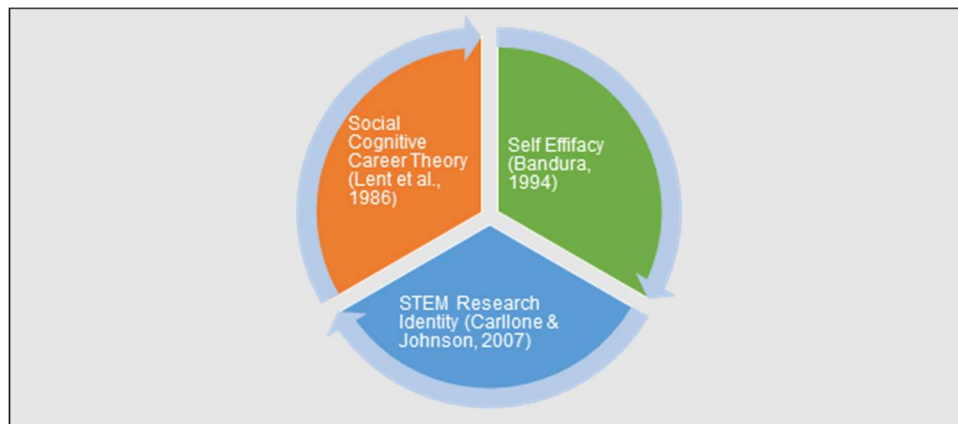 Social
Cognitive
Career Theory
(Lent et al.,
1986)
Self Effifacy
(Bandura,
1994)
STEM Research
Identity (Carllone &
Johnson, 2007)